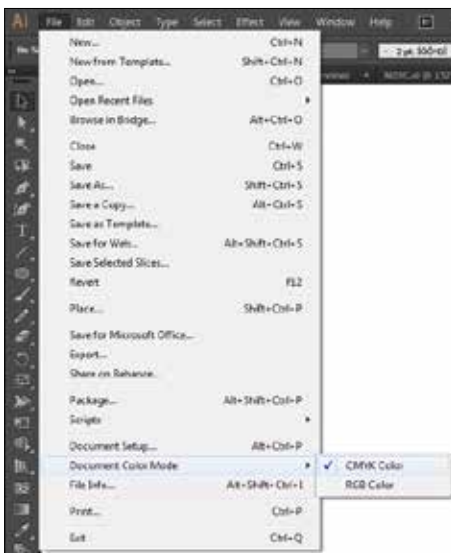 Ai File Edit Object Type Select Effect View Window Help
New... Ctrl+N
New from Template... Shift+Ctrl+N
Open... Ctrl+O
Open Recent Files
Browse in Bridge... Alt+Ctrl+O
Close Ctrl+W
Save Ctrl+S
Save As... Shift+Ctrl+S
Save a Copy... Alt+Ctrl+S
Save as Template...
Save for Web... Alt+Shift+Ctrl+S
Save Selected Slices...
Revert F12
Place... Shift+Ctrl+P
Save for Microsoft Office...
Export...
Share on Behance...
Package... Alt+Shift+Ctrl+P
Scripts
Document Setup... Alt+Ctrl+P
Document Color Mode
CMYK Color
File Info... Alt+Shift+Ctrl+I
RGB Color
Print... Ctrl+P
Exit Ctrl+Q